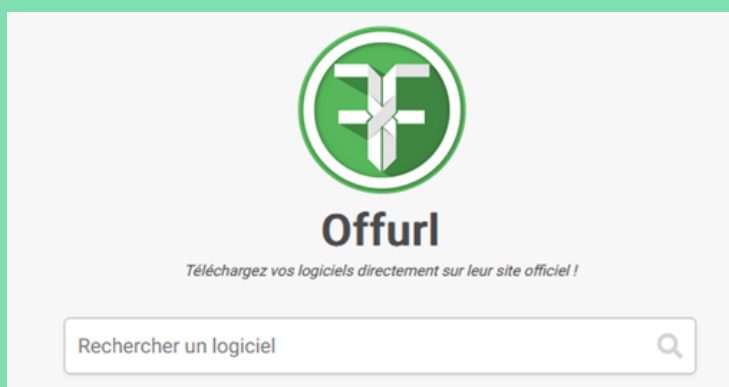 Offurl
Téléchargez vos logiciels directement sur leur site officiel !
Rechercher un logiciel